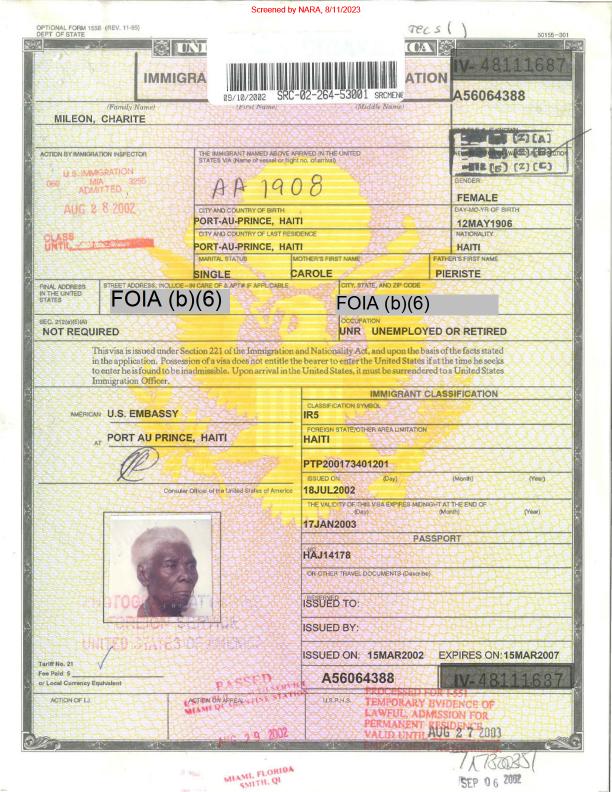 Screened by NARA, 8/11/2023
OPTIONAL FORM 155B (REV. 11-95)
DEPT OF STATE
50155-301
IV- 48111687
IMMIGRA
ATION
09/10/2002 SRC-02-264-53001 SRCMENE
A56064388
(Family Name) (First Name) (Middle Name)
MILEON, CHARITE
ACTION BY IMMIGRATION INSPECTOR
THE IMMIGRANT NAMED ABOVE ARRIVED IN THE UNITED
STATES VIA (Name of vessel or flight no. of arrival)
AA 1908
U.S. IMMIGRATION
MIA
ADMITTED
AUG 28 2002
CLASS
UNTIL
GENDER:
FEMALE
CITY AND COUNTRY OF BIRTH
PORT-AU-PRINCE, HAITI
DAY-MO-YR OF BIRTH
12MAY1906
CITY AND COUNTRY OF LAST RESIDENCE
PORT-AU-PRINCE, HAITI
NATIONALITY
HAITI
MARITAL STATUS
SINGLE
MOTHER'S FIRST NAME
CAROLE
FATHER'S FIRST NAME
PIERISTE
FINAL ADDRESS
IN THE UNITED
STATES
STREET ADDRESS, INCLUDE—IN CARE OF & APT# IF APPLICABLE
FOIA (b)(6)
CITY, STATE, AND ZIP CODE
FOIA (b)(6)
SEC. 212(a)(5)(A)
NOT REQUIRED
OCCUPATION
UNR UNEMPLOYED OR RETIRED
This visa is issued under Section 221 of the Immigration and Nationality Act, and upon the basis of the facts stated
in the application. Possession of a visa does not entitle the bearer to enter the United States if at the time he seeks
to enter he is found to be inadmissible. Upon arrival in the United States, it must be surrendered to a United States
Immigration Officer.
AMERICAN U.S. EMBASSY
AT PORT AU PRINCE, HAITI
Consular Officer of the United States of America
IMMIGRANT CLASSIFICATION
CLASSIFICATION SYMBOL
IR5
FOREIGN STATE/OTHER AREA LIMITATION
HAITI
PTP200173401201
ISSUED ON (Day) (Month) (Year)
18JUL2002
THE VALIDITY OF THIS VISA EXPIRES MIDNIGHT AT THE END OF
(Day) (Month) (Year)
17JAN2003
PASSPORT
HAJ14178
OR OTHER TRAVEL DOCUMENTS (Describe)
ISSUED TO:
ISSUED BY:
ISSUED ON: 15MAR2002 EXPIRES ON: 15MAR2007
FOREIGN SERVICE
UNITED STATES OF AMERICA
Tariff No. 21
Fee Paid: $
or Local Currency Equivalent
A56064388
IV-48111687
ACTION OF I.J.
ACTION ON APPEAL
U.S.P.H.S.
PASSED
AUG 29 2002
MIAMI, FLORIDA
SMITH, QI
PROCESSED FOR I-551
TEMPORARY EVIDENCE OF
LAWFUL ADMISSION FOR
PERMANENT RESIDENCE
VALID UNTIL AUG 27 2003
SEP 06 2002